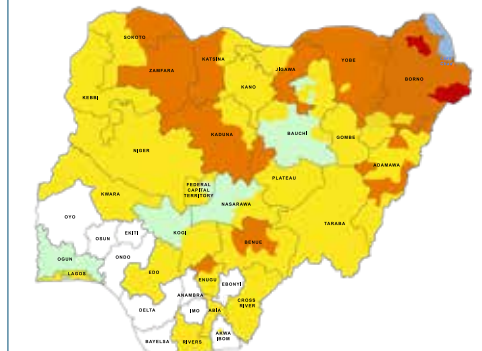 SOKOTO
KATSINA
ZAMFARA
JIGAWA
YOBE
BORNO
KEBBI
KANO
KADUNA
BAUCHI
GOMBE
NIGER
ADAMAWA
PLATEAU
FEDERAL
CAPITAL
TERRITORY
KWARA
NASARAWA
OYO
TARABA
OSUN
EKITI
KOGI
BENUE
OGUN
ONDO
LAGOS
EDO
ENUGU
EBONYI
ANAMBRA
CROSS
RIVER
DELTA
IMO
ABIA
AKWA
IBOM
BAYELSA
RIVERS